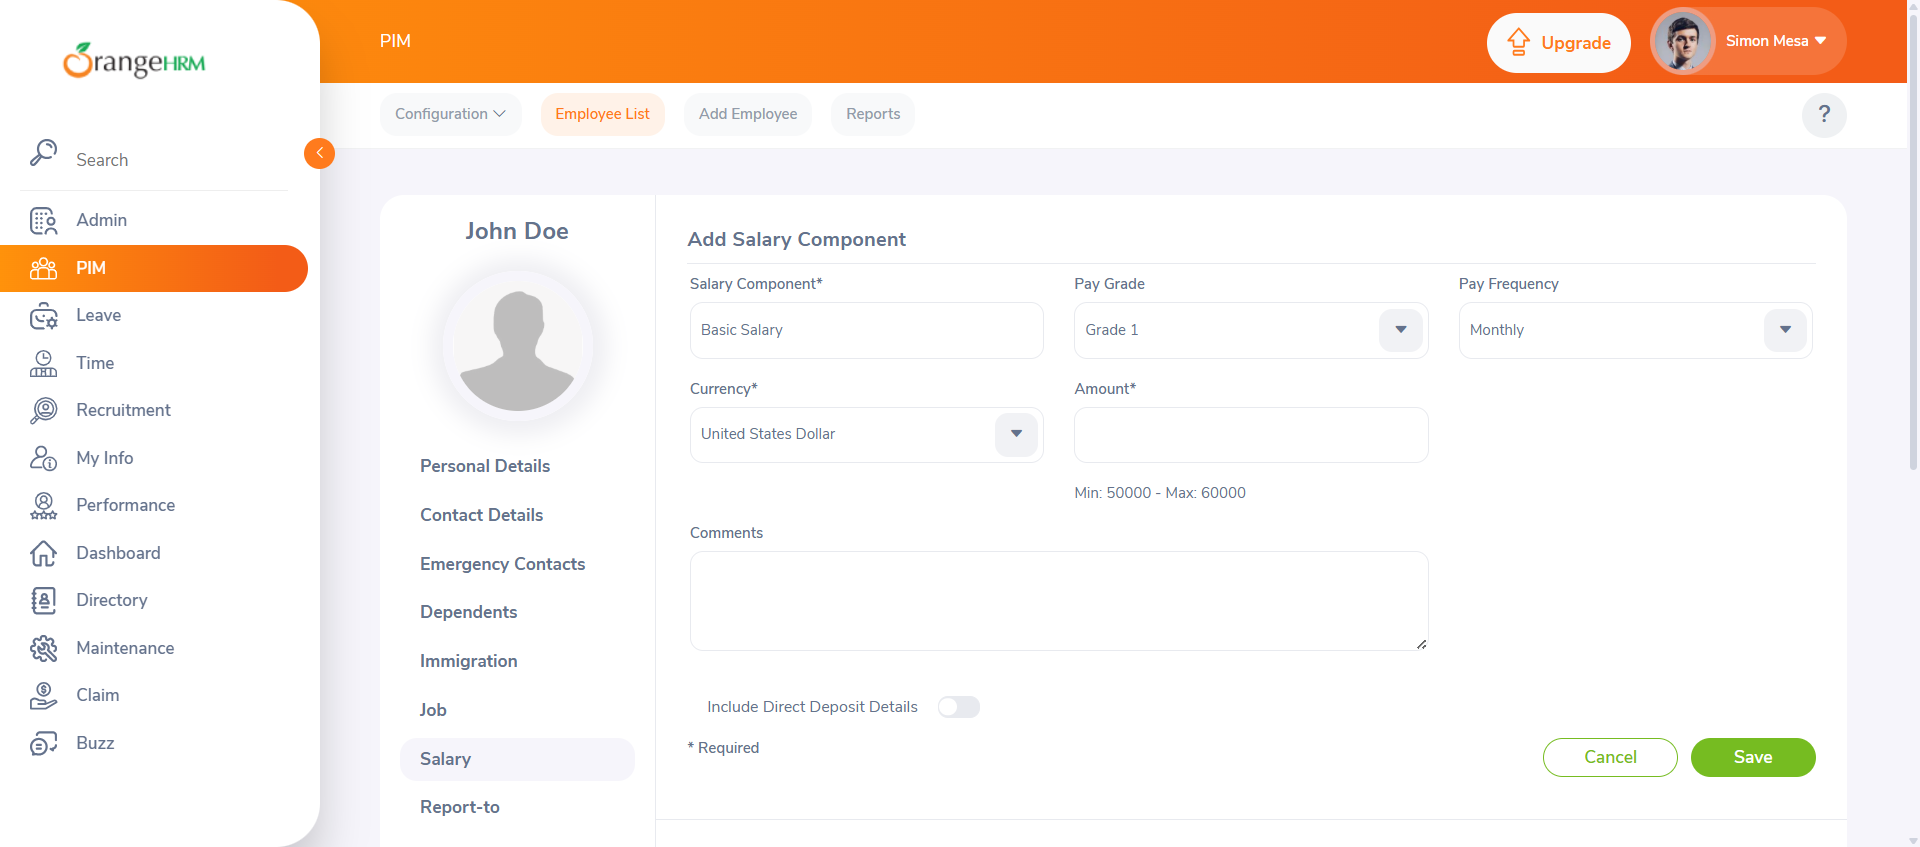 OrangeHRM
PIM
Upgrade
Simon Mesa
Configuration
Employee List
Add Employee
Reports
?
Search
Admin
PIM
Leave
Time
Recruitment
My Info
Performance
Dashboard
Directory
Maintenance
Claim
Buzz
John Doe
Personal Details
Contact Details
Emergency Contacts
Dependents
Immigration
Job
Salary
Report-to
Add Salary Component
Salary Component*
Pay Grade
Pay Frequency
Basic Salary
Grade 1
Monthly
Currency*
Amount*
United States Dollar
Min: 50000 - Max: 60000
Comments
Include Direct Deposit Details
* Required
Cancel
Save